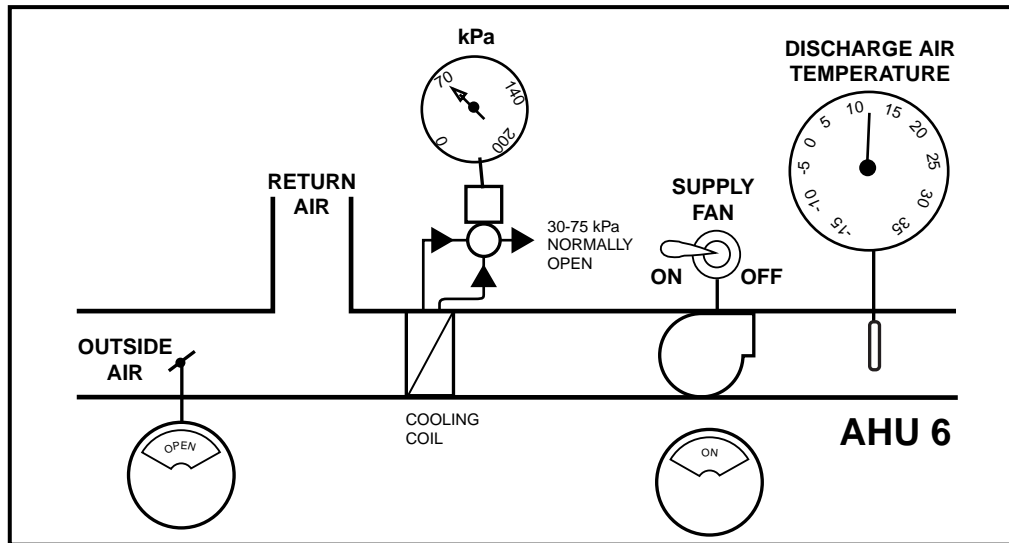 kPa
0
70
140
200
DISCHARGE AIR
TEMPERATURE
-15
-10
-5
0
5
10
15
20
25
30
35
RETURN
AIR
30-75 kPa
NORMALLY
OPEN
SUPPLY
FAN
ON
OFF
OUTSIDE
AIR
COOLING
COIL
AHU 6
OPEN
ON